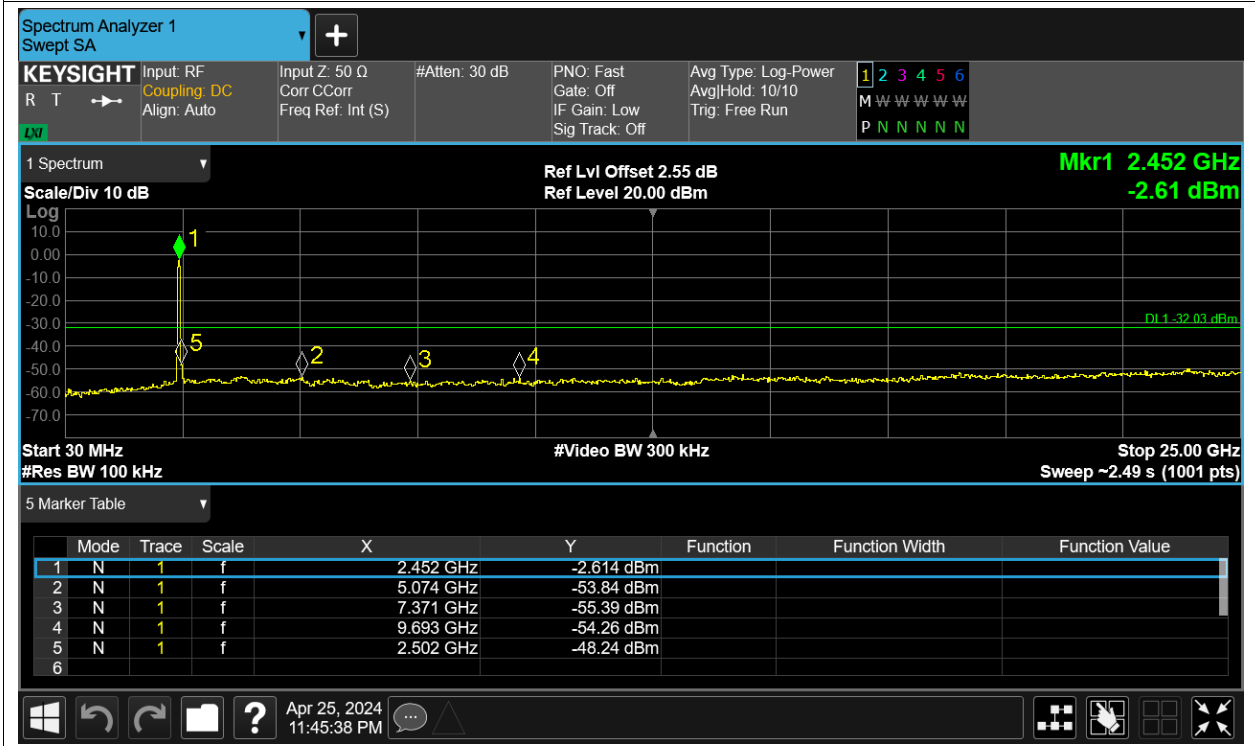 Spectrum Analyzer 1
Swept SA
+
KEYSIGHT
R T
LXI
Input: RF
Coupling: DC
Align: Auto
Input Z: 50 Ω
Corr CCorr
Freq Ref: Int (S)
#Atten: 30 dB
PNO: Fast
Gate: Off
IF Gain: Low
Sig Track: Off
Avg Type: Log-Power
Avg|Hold: 10/10
Trig: Free Run
1 2 3 4 5 6
M W W W W W
P N N N N N
1 Spectrum
Scale/Div 10 dB
Ref Lvl Offset 2.55 dB
Ref Level 20.00 dBm
Mkr1 2.452 GHz
-2.61 dBm
Log
10.0
0.00
-10.0
-20.0
-30.0
-40.0
-50.0
-60.0
-70.0
1
5
2
3
4
DL1 -32.03 dBm
Start 30 MHz
#Video BW 300 kHz
Stop 25.00 GHz
#Res BW 100 kHz
Sweep ~2.49 s (1001 pts)
5 Marker Table
Mode Trace Scale X Y Function Function Width Function Value
1 N 1 f 2.452 GHz -2.614 dBm
2 N 1 f 5.074 GHz -53.84 dBm
3 N 1 f 7.371 GHz -55.39 dBm
4 N 1 f 9.693 GHz -54.26 dBm
5 N 1 f 2.502 GHz -48.24 dBm
6
?
Apr 25, 2024
11:45:38 PM